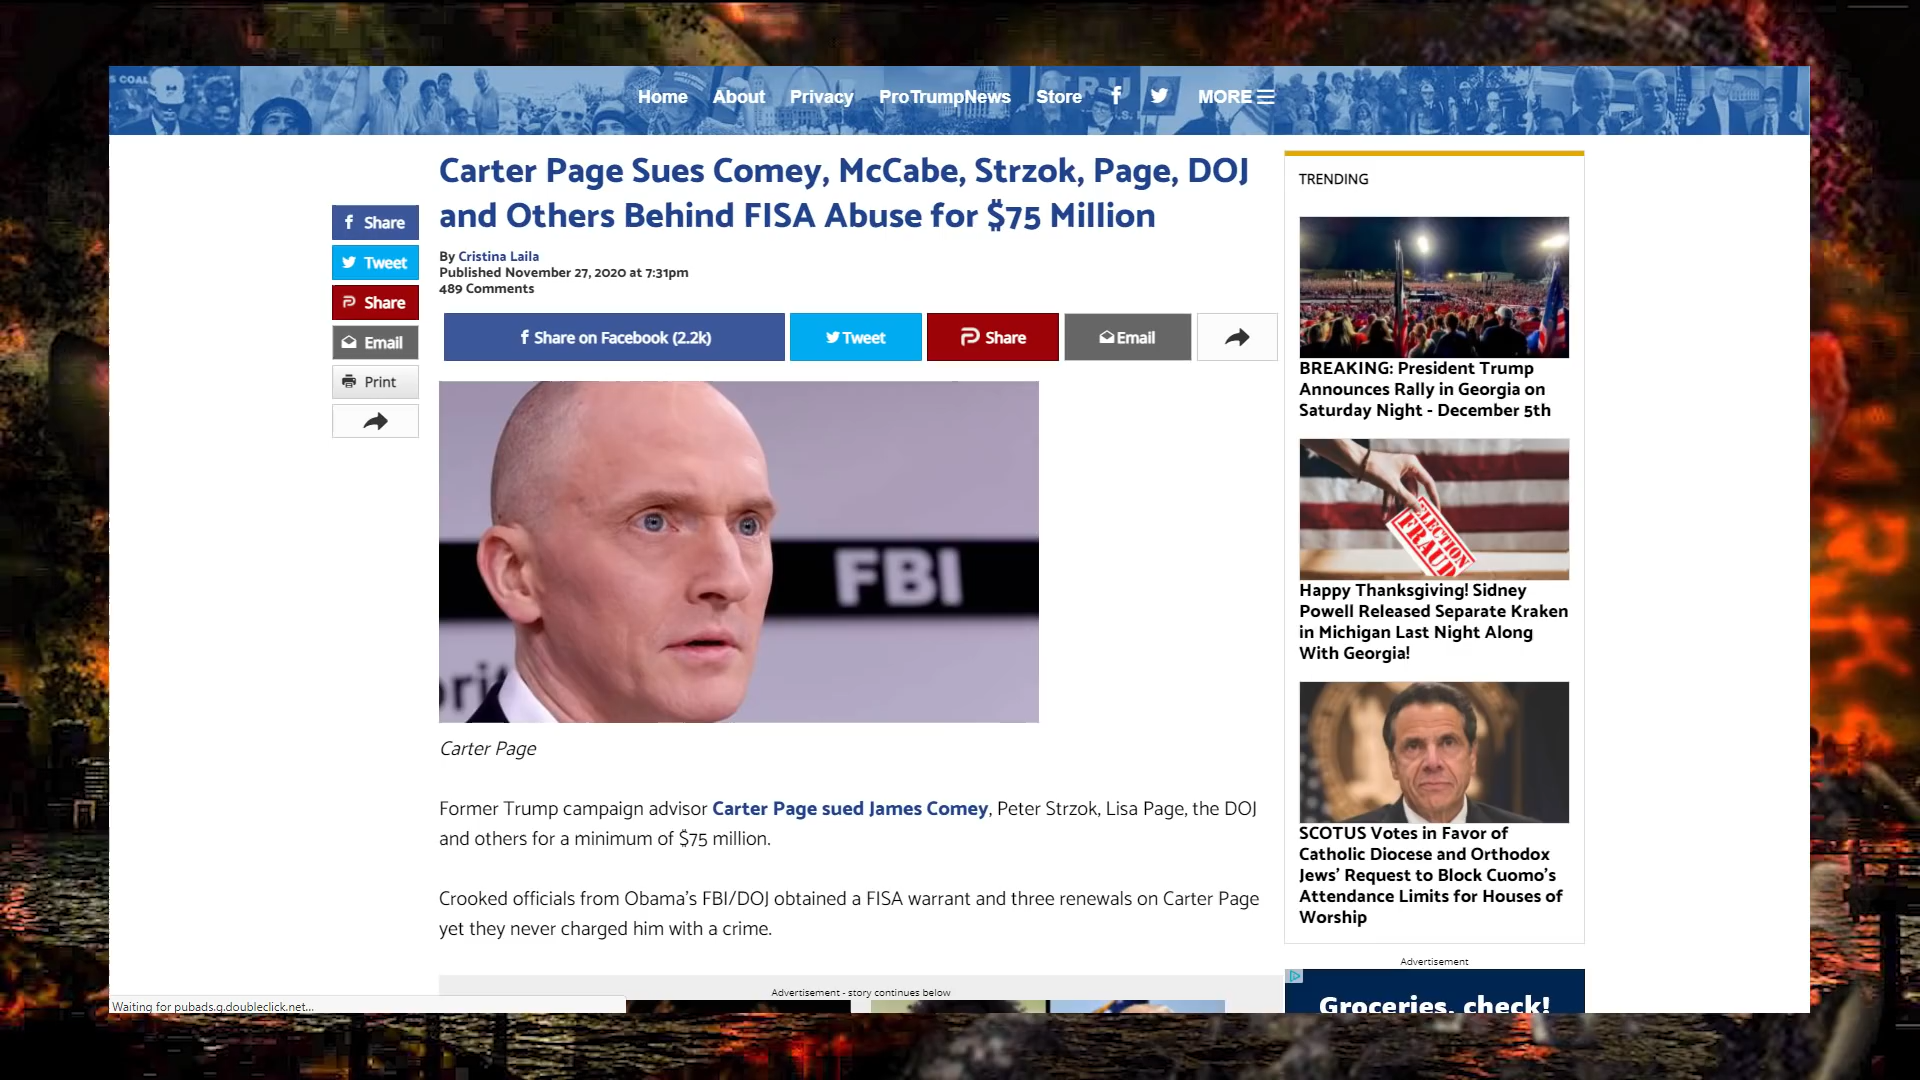 S COAL
Home About Privacy ProTrumpNews Store MORE
Carter Page Sues Comey, McCabe, Strzok, Page, DOJ
and Others Behind FISA Abuse for $75 Million
By Cristina Laila
Published November 27, 2020 at 7:31pm
489 Comments
Share
Tweet
Share
Email
Print
Share on Facebook (2.2k)
Tweet
Share
Email
FBI
Carter Page
Former Trump campaign advisor Carter Page sued James Comey, Peter Strzok, Lisa Page, the DOJ
and others for a minimum of $75 million.
Crooked officials from Obama's FBI/DOJ obtained a FISA warrant and three renewals on Carter Page
yet they never charged him with a crime.
Advertisement - story continues below
TRENDING
BREAKING: President Trump
Announces Rally in Georgia on
Saturday Night - December 5th
ELECTION
FRAUD
Happy Thanksgiving! Sidney
Powell Released Separate Kraken
in Michigan Last Night Along
With Georgia!
SCOTUS Votes in Favor of
Catholic Diocese and Orthodox
Jews' Request to Block Cuomo's
Attendance Limits for Houses of
Worship
Advertisement
Groceries, check!
Waiting for pubads.g.doubleclick.net...